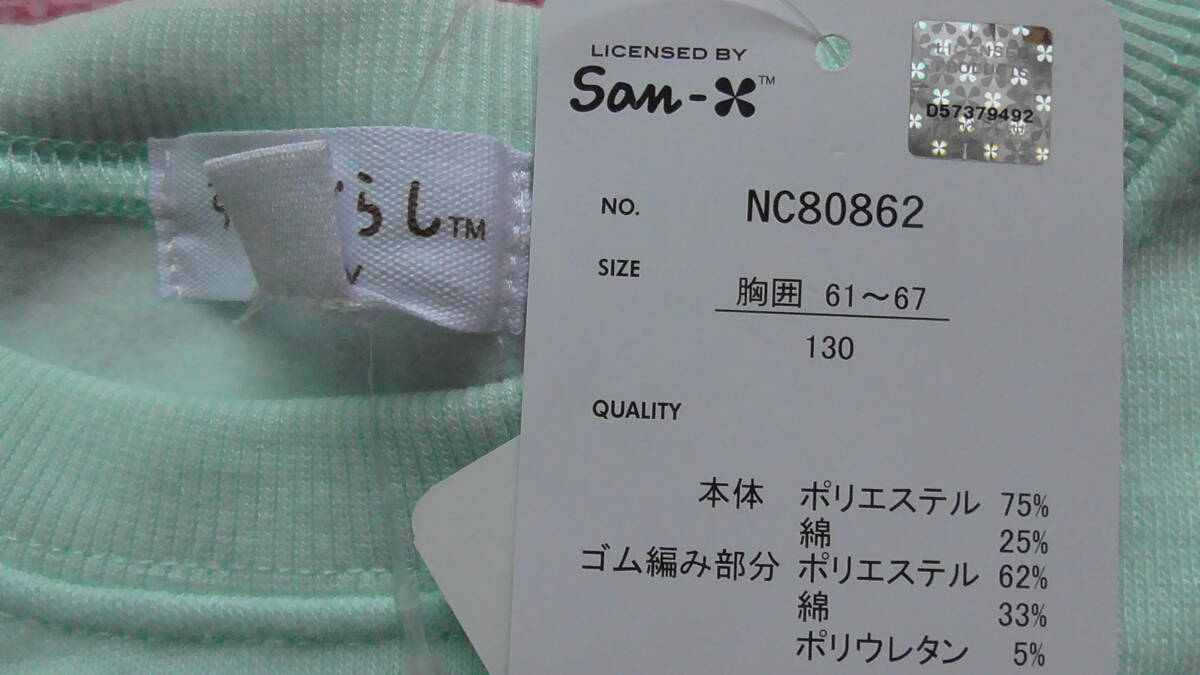 LICENSED BY
San-X™
D57379492
らし™
NO. NC80862
SIZE 胸囲 61～67
130
QUALITY
本体 ポリエステル 75%
綿 25%
ゴム編み部分 ポリエステル 62%
綿 33%
ポリウレタン 5%